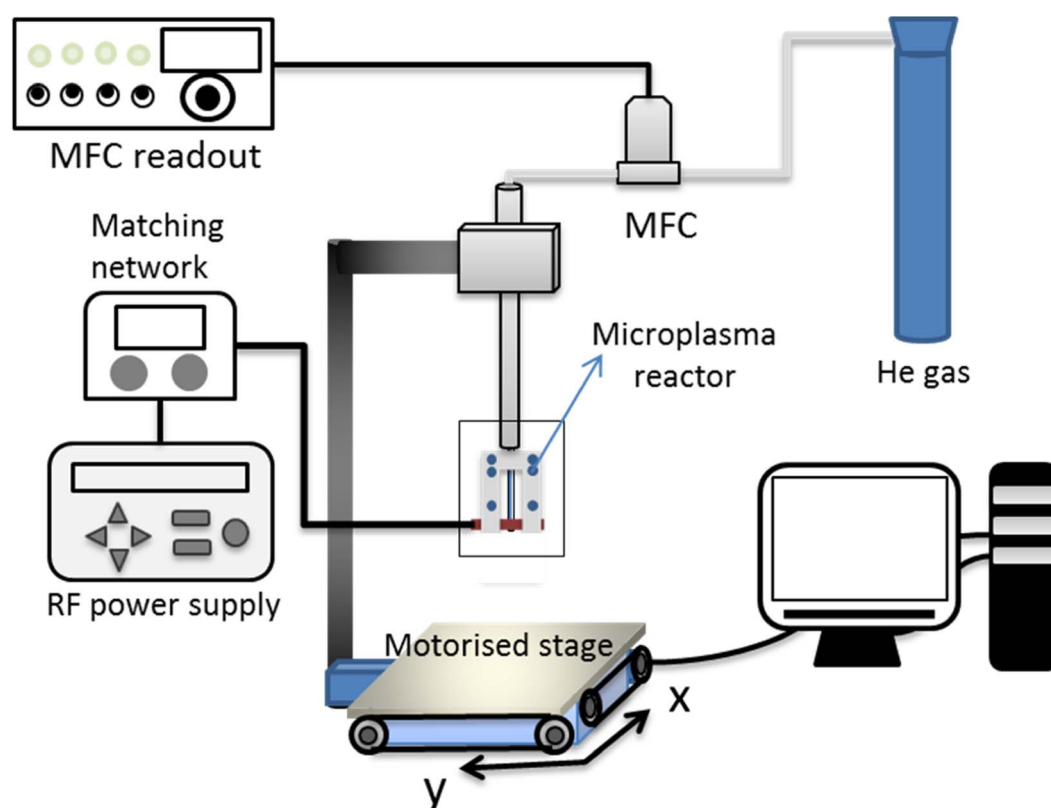 MFC readout
MFC
Matching
network
Microplasma
reactor
He gas
RF power supply
Motorised stage
x
y